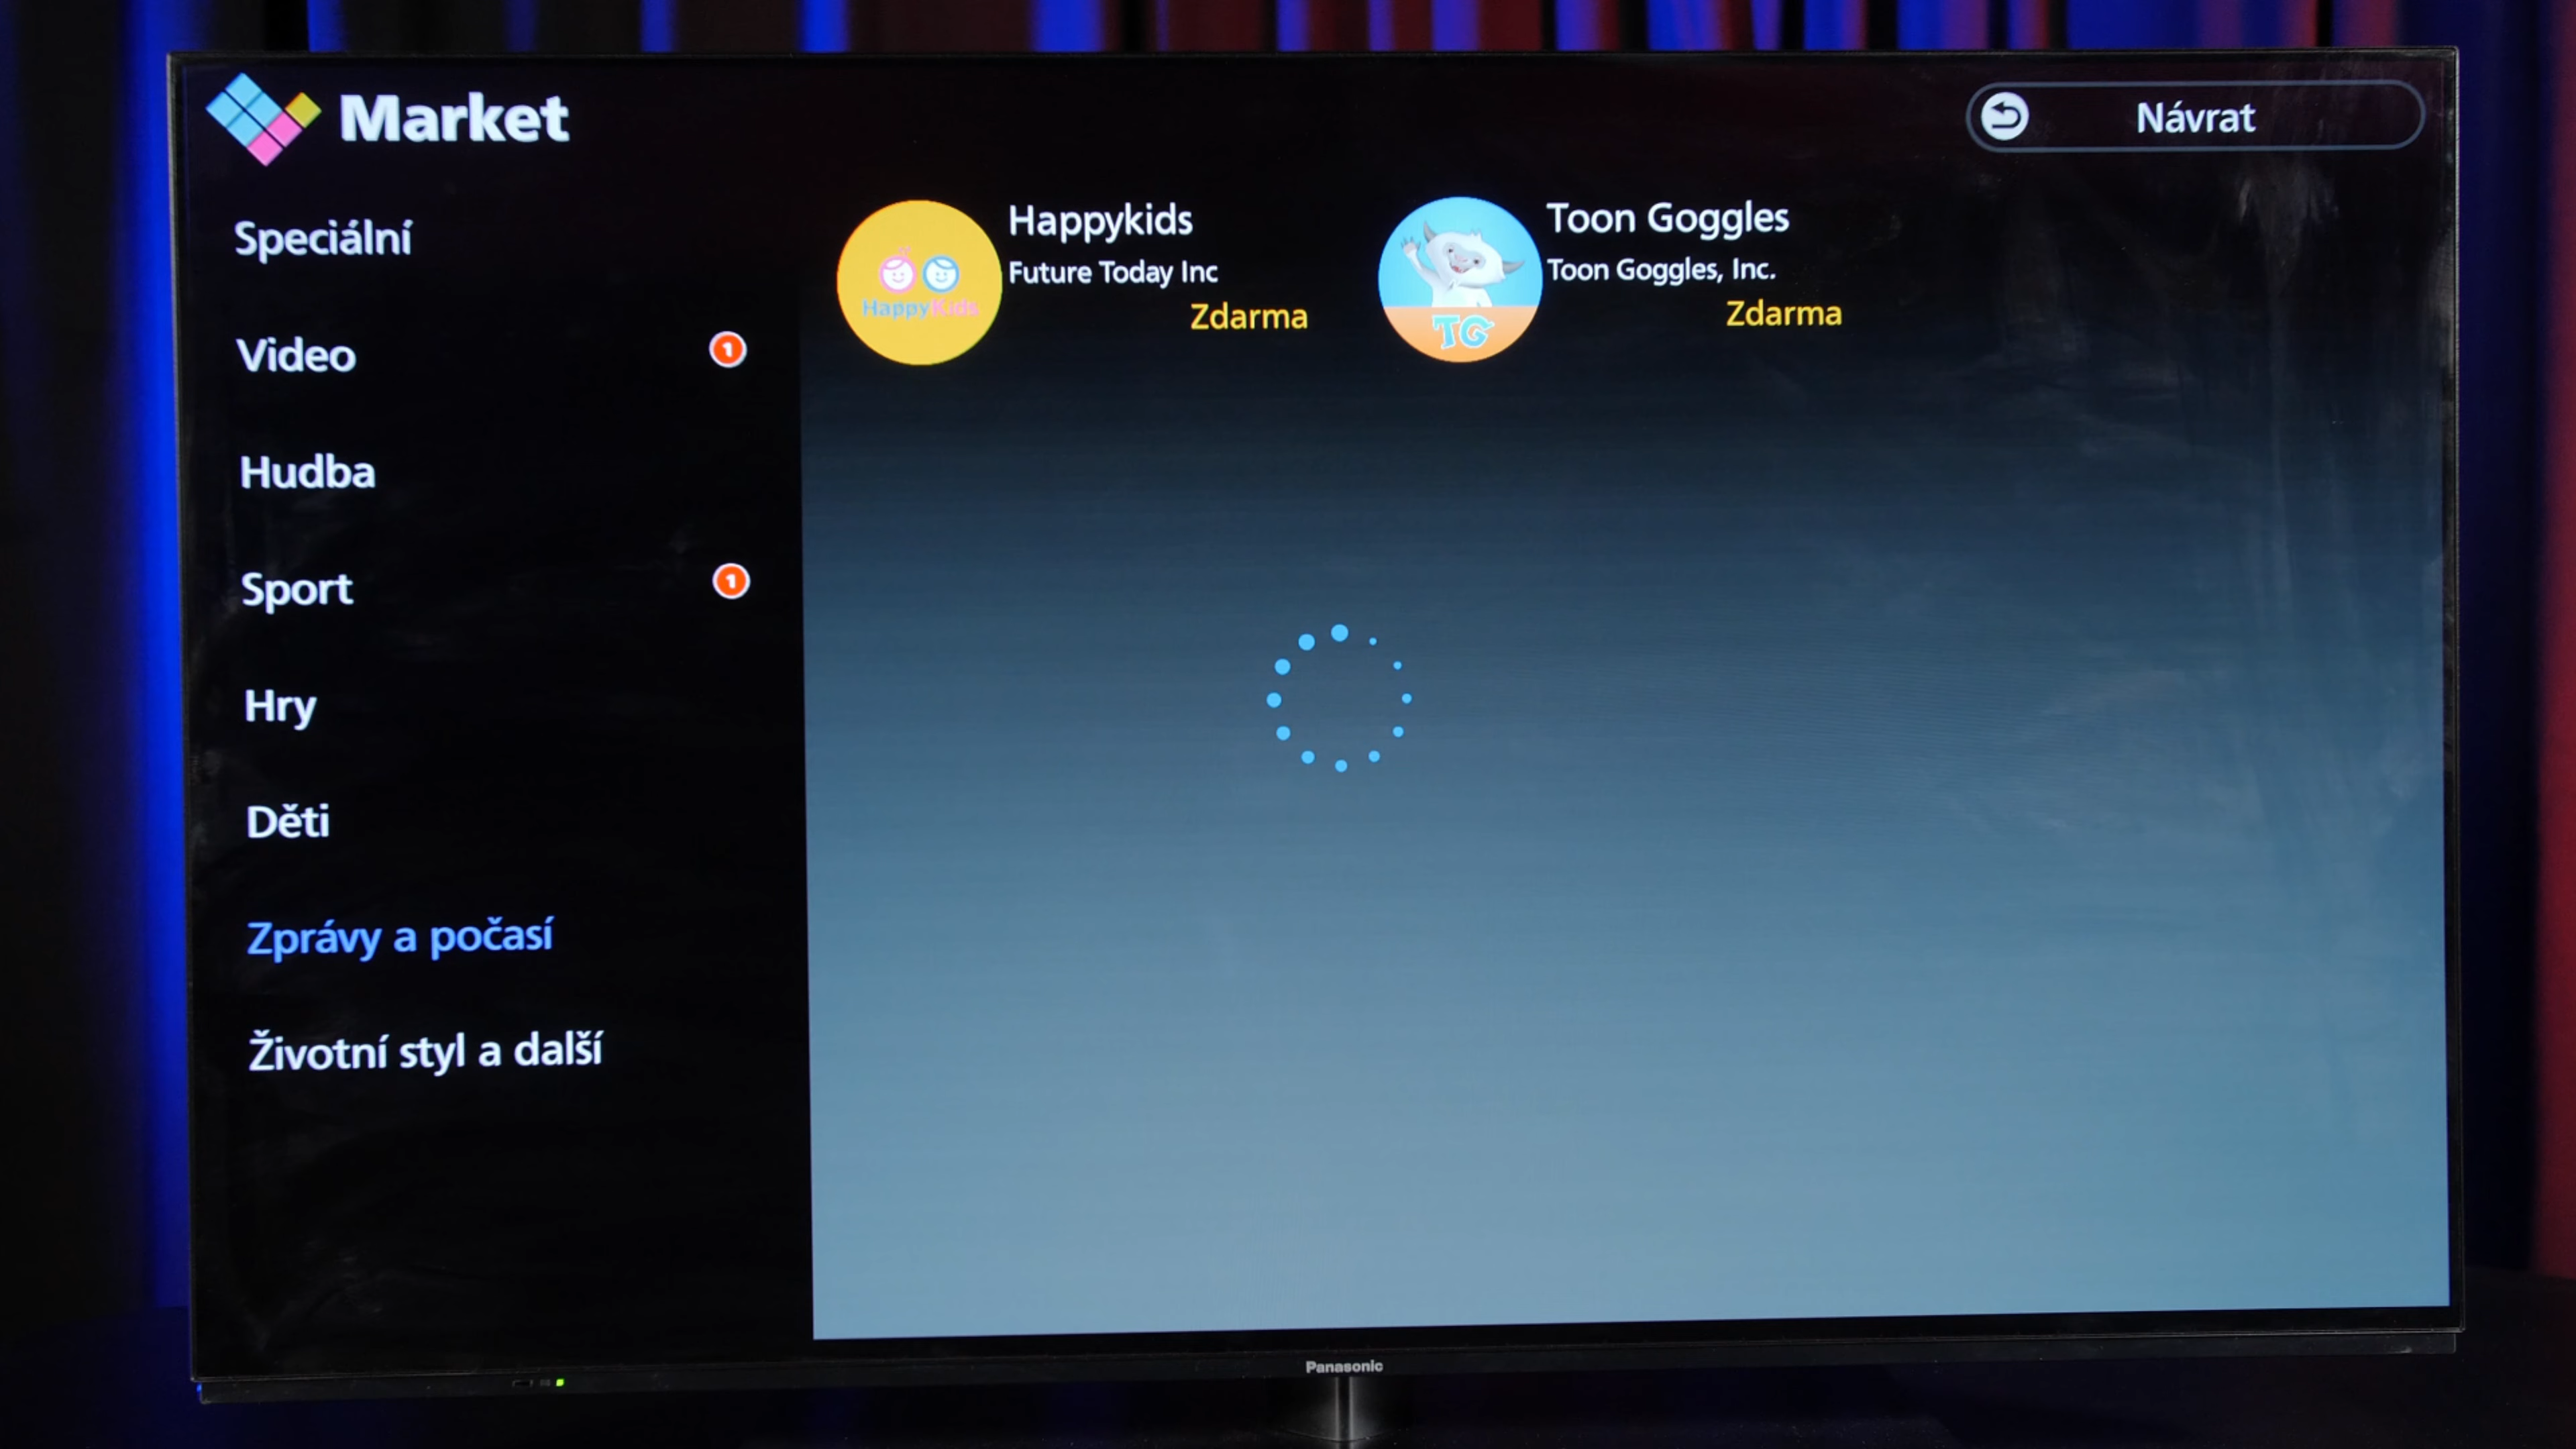 Market
Návrat
Speciální
Video
1
Hudba
Sport
1
Hry
Děti
Zprávy a počasí
Životní styl a další
HappyKids
Happykids
Future Today Inc
Zdarma
TG
Toon Goggles
Toon Goggles, Inc.
Zdarma
Panasonic